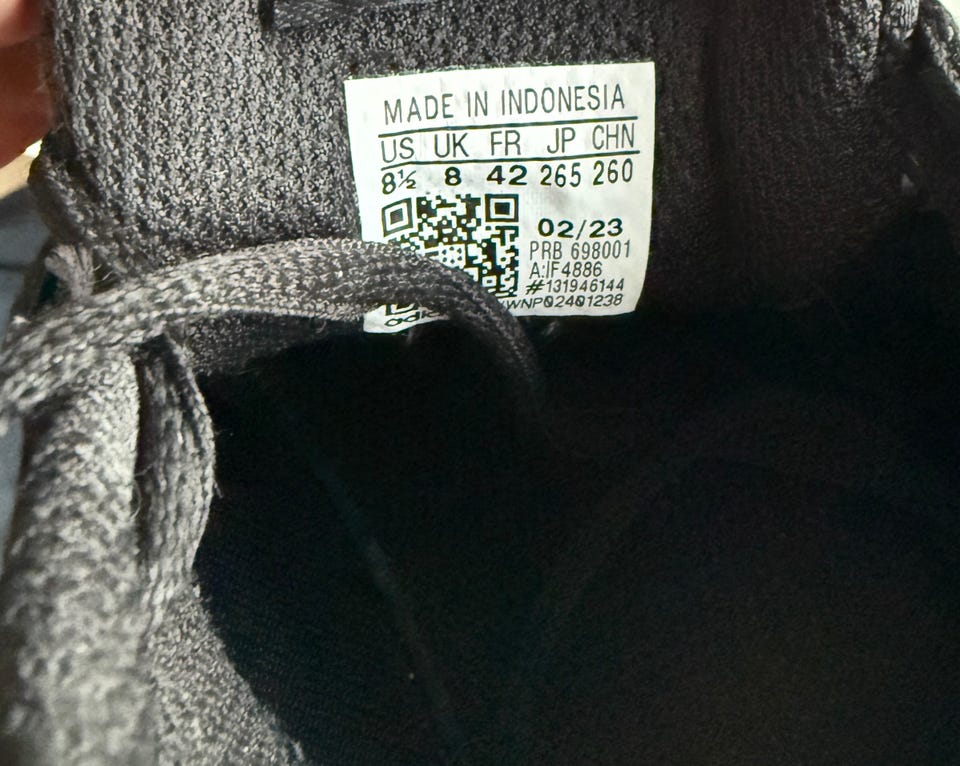 MADE IN INDONESIA
US UK FR JP CHN
8½ 8 42 265 260
02/23
PRB 698001
A:IF4886
#131946144
WNP02401238